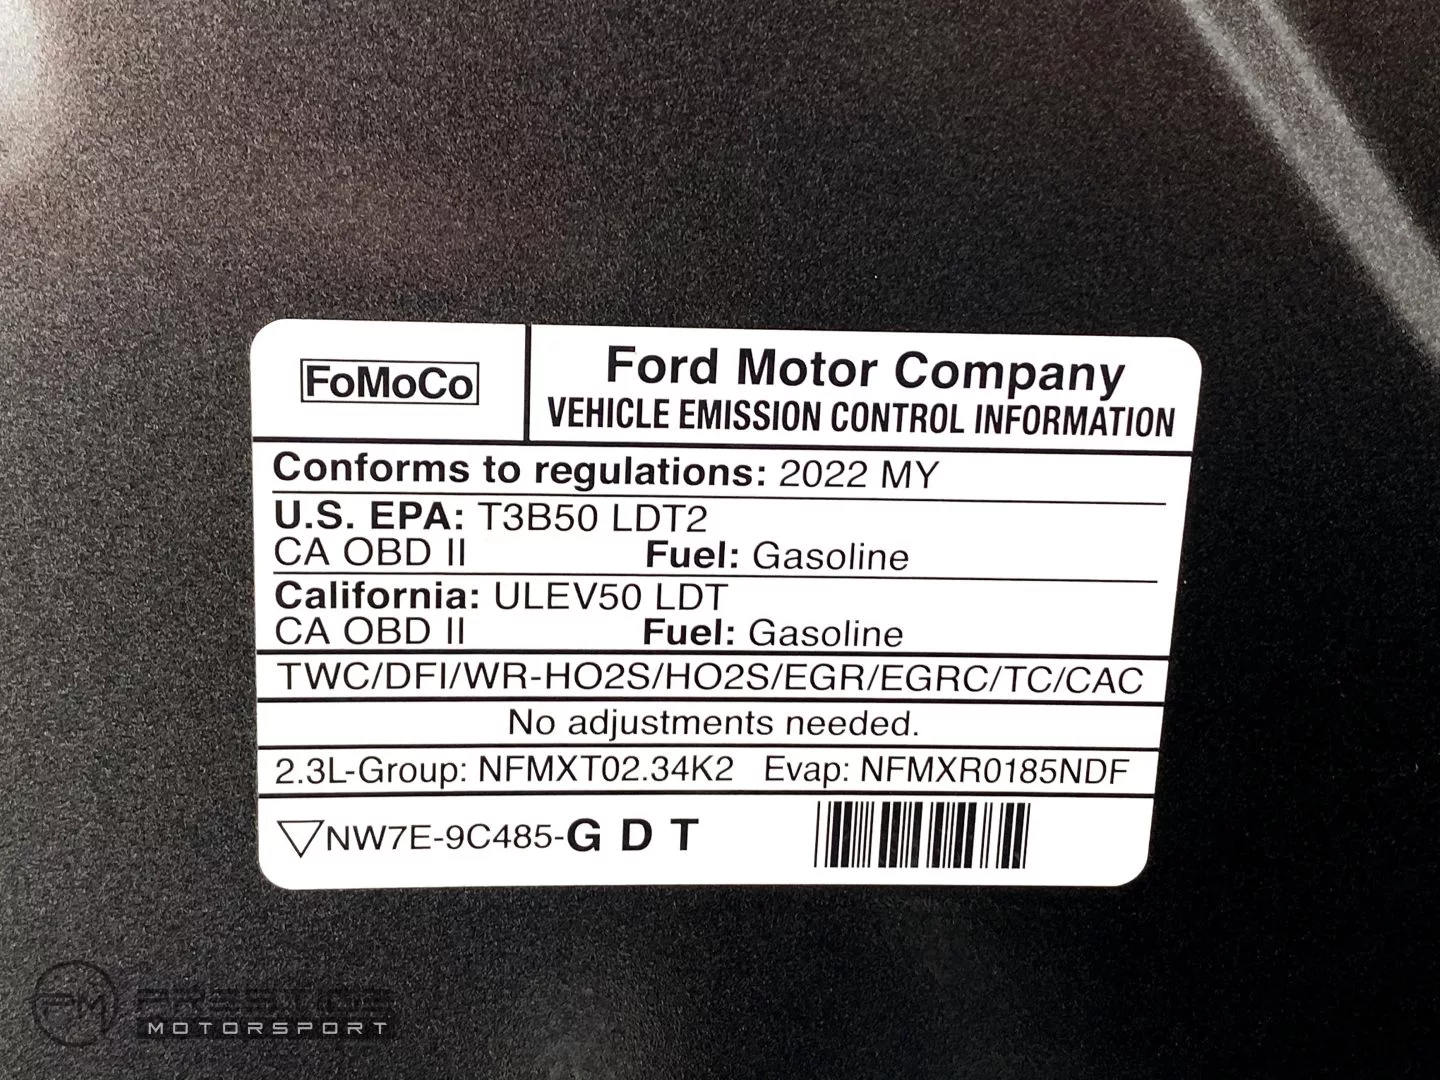 FoMoCo
Ford Motor Company
VEHICLE EMISSION CONTROL INFORMATION
Conforms to regulations: 2022 MY
U.S. EPA: T3B50 LDT2
CA OBD II Fuel: Gasoline
California: ULEV50 LDT
CA OBD II Fuel: Gasoline
TWC/DFI/WR-HO2S/HO2S/EGR/EGRC/TC/CAC
No adjustments needed.
2.3L-Group: NFMXT02.34K2 Evap: NFMXR0185NDF
NW7E-9C485-G D T
PM PRESTIGE
MOTORSPORT